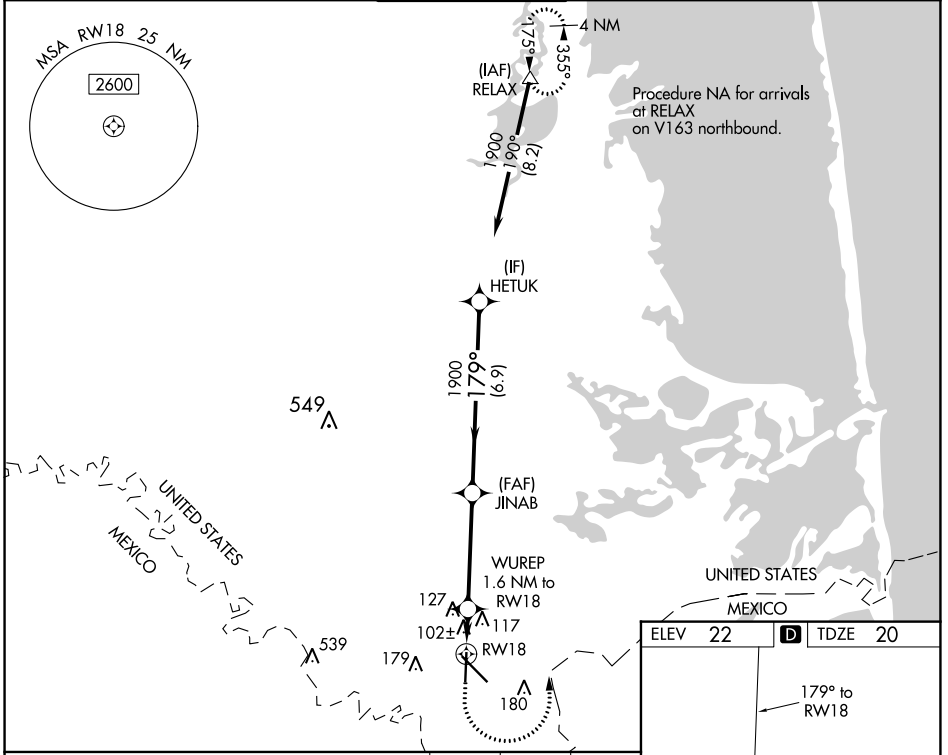 MSA RW18 25 NM
2600
175°
4 NM
355°
(IAF)
RELAX
1900
190°
(8.2)
Procedure NA for arrivals
at RELAX
on V163 northbound.
(IF)
HETUK
1900
179°
(6.9)
549
(FAF)
JINAB
UNITED STATES
MEXICO
WUREP
1.6 NM to
RW18
127
117
102±
RW18
539
179
180
UNITED STATES
MEXICO
ELEV 22 D TDZE 20
179° to
RW18